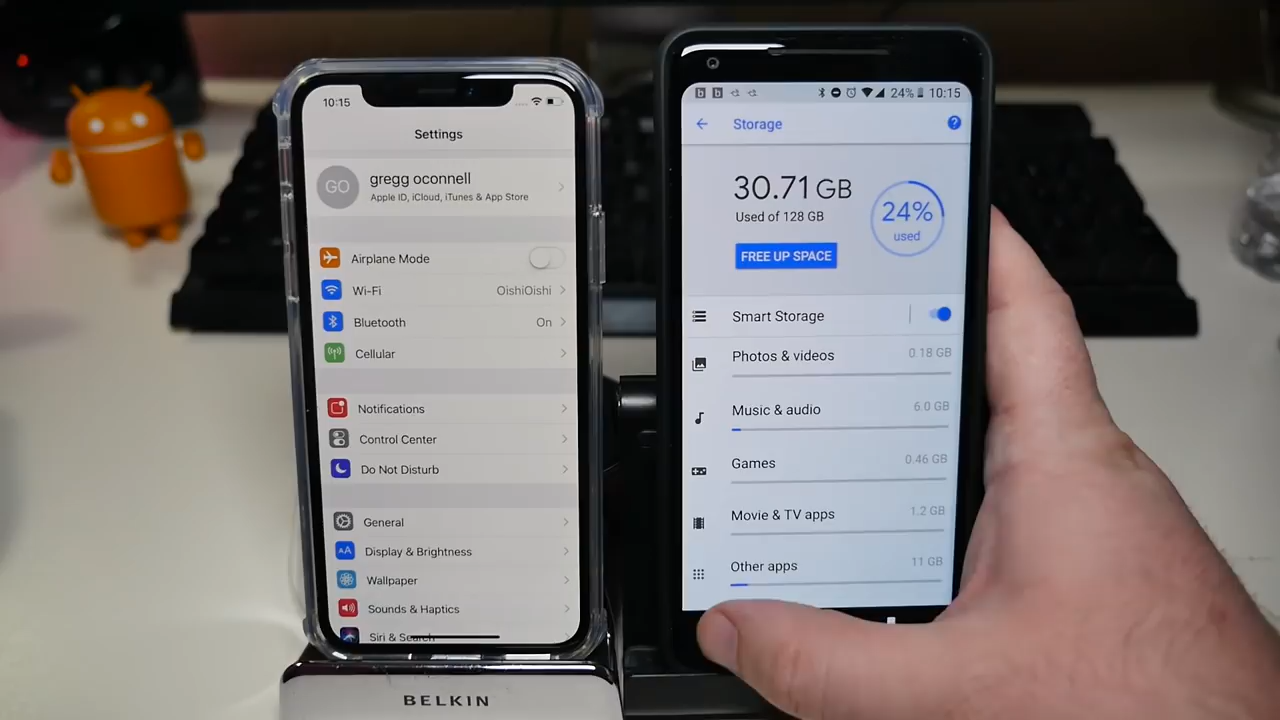 10:15
Settings
GO
gregg oconnell
Apple ID, iCloud, iTunes & App Store
Airplane Mode
Wi-Fi OishiOishi
Bluetooth On
Cellular
Notifications
Control Center
Do Not Disturb
General
AA Display & Brightness
Wallpaper
Sounds & Haptics
Siri & Search
BELKIN
24% 10:15
Storage
?
30.71 GB
Used of 128 GB
24%
used
FREE UP SPACE
Smart Storage
Photos & videos 0.18 GB
Music & audio 6.0 GB
Games 0.46 GB
Movie & TV apps 1.2 GB
Other apps 11 GB